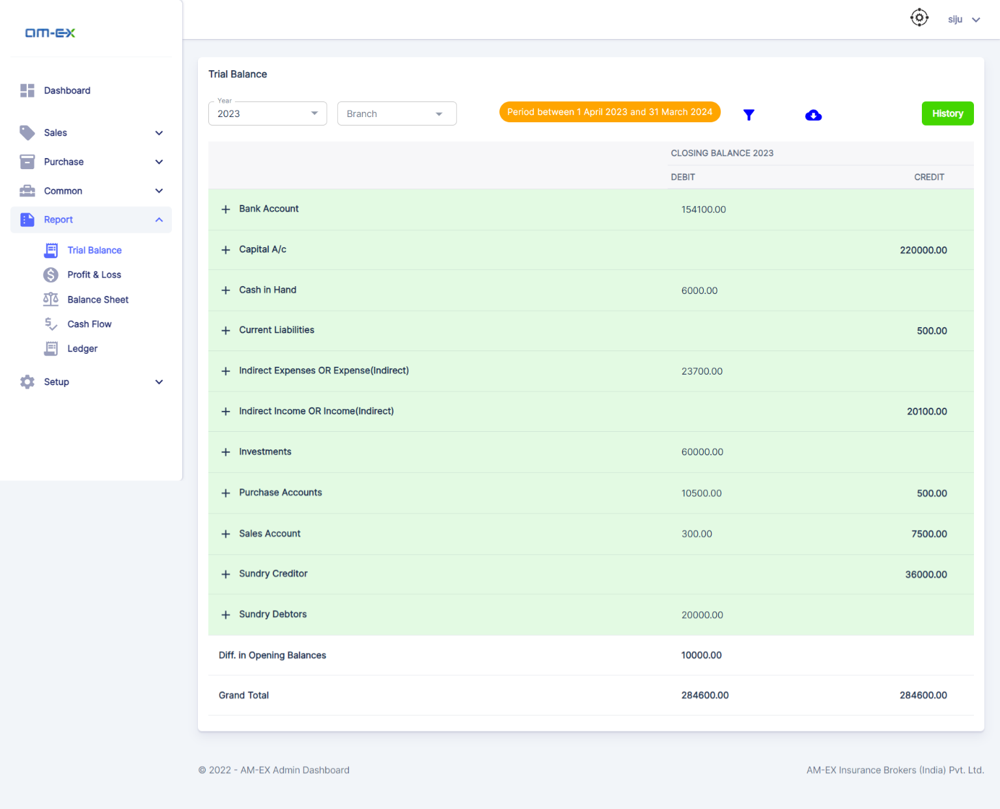 am-ex
siju
Dashboard
Sales
Purchase
Common
Report
Trial Balance
Profit & Loss
Balance Sheet
Cash Flow
Ledger
Setup
Trial Balance
Year
2023
Branch
Period between 1 April 2023 and 31 March 2024
History
CLOSING BALANCE 2023
DEBIT CREDIT
Bank Account 154100.00
Capital A/c 220000.00
Cash in Hand 6000.00
Current Liabilities 500.00
Indirect Expenses OR Expense(Indirect) 23700.00
Indirect Income OR Income(Indirect) 20100.00
Investments 60000.00
Purchase Accounts 10500.00 500.00
Sales Account 300.00 7500.00
Sundry Creditor 36000.00
Sundry Debtors 20000.00
Diff. in Opening Balances 10000.00
Grand Total 284600.00 284600.00
© 2022 - AM-EX Admin Dashboard
AM-EX Insurance Brokers (India) Pvt. Ltd.